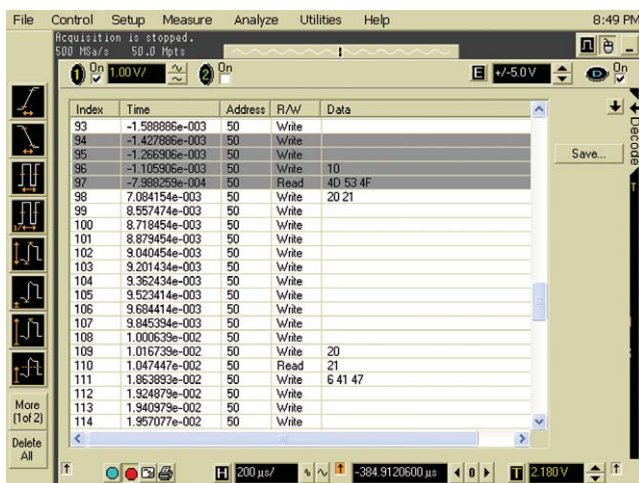 File Control Setup Measure Analyze Utilities Help 8:49 PM
Acquisition is stopped.
500 MSa/s 50.0 Mpts
1 On 1.00 V/ 2 On E +/-5.0 V D On
Index Time Address R/W Data
93 -1.588886e-003 50 Write
94 -1.427886e-003 50 Write
95 -1.266906e-003 50 Write
96 -1.105906e-003 50 Write 10
97 -7.988259e-004 50 Read 4D 53 4F
98 7.084154e-003 50 Write 20 21
99 8.557474e-003 50 Write
100 8.718454e-003 50 Write
101 8.879454e-003 50 Write
102 9.040454e-003 50 Write
103 9.201434e-003 50 Write
104 9.362434e-003 50 Write
105 9.523414e-003 50 Write
106 9.684414e-003 50 Write
107 9.845394e-003 50 Write
108 1.000639e-002 50 Write
109 1.016739e-002 50 Write 20
110 1.047447e-002 50 Read 21
111 1.863893e-002 50 Write 6 41 47
112 1.924879e-002 50 Write
113 1.940979e-002 50 Write
114 1.957077e-002 50 Write
Save...
Decode
More
(1of 2)
Delete
All
H 200 µs/ -384.9120600 µs 0 T 2.180 V